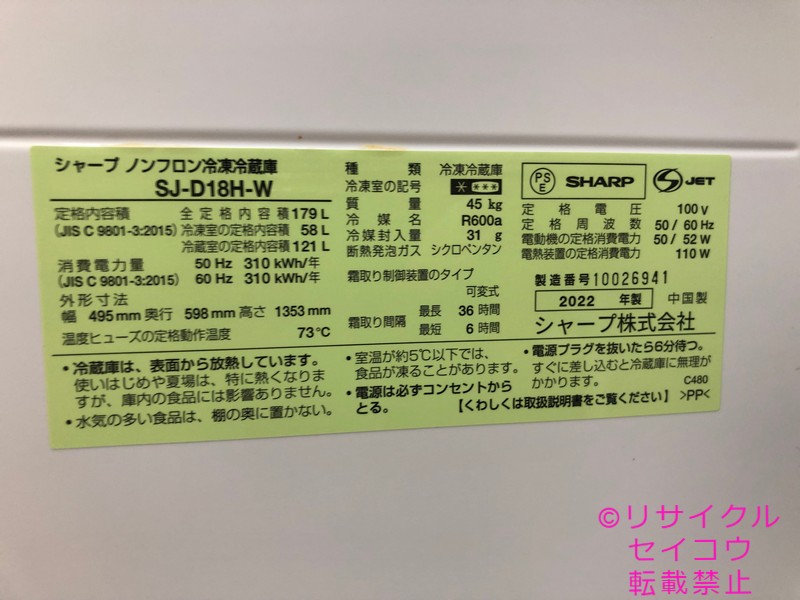 シャープ ノンフロン冷凍冷蔵庫
SJ-D18H-W
定格内容積 全定格内容積 179 L
(JIS C 9801-3:2015) 冷凍室の定格内容積 58 L
冷蔵室の定格内容積 121 L
消費電力量 50 Hz 310 kWh/年
(JIS C 9801-3:2015) 60 Hz 310 kWh/年
外形寸法
幅 495 mm 奥行 598 mm 高さ 1353 mm
温度ヒューズの定格動作温度 73℃
種類 冷凍冷蔵庫
冷凍室の記号 * ***
質量 45 kg
冷媒名 R600a
冷媒封入量 31 g
断熱発泡ガス シクロペンタン
霜取り制御装置のタイプ
可変式
霜取り間隔 最長 36 時間
最短 6 時間
PS
E
SHARP
S JET
定格電圧 100 V
定格周波数 50 / 60 Hz
電動機の定格消費電力 50 / 52 W
電熱装置の定格消費電力 110 W
製造番号 10026941
2022 年製 中国製
シャープ株式会社
・冷蔵庫は、表面から放熱しています。
使いはじめや夏場は、特に熱くなりま
すが、庫内の食品には影響ありません。
・水気の多い食品は、棚の奥に置かない。
・室温が約5℃以下では、
食品が凍ることがあります。
・電源は必ずコンセントから
とる。
・電源プラグを抜いたら6分待つ。
すぐに差し込むと冷蔵庫に無理が
かかります。
C480
【くわしくは取扱説明書をご覧ください】 >PP<
©リサイクル
セイコウ
転載禁止